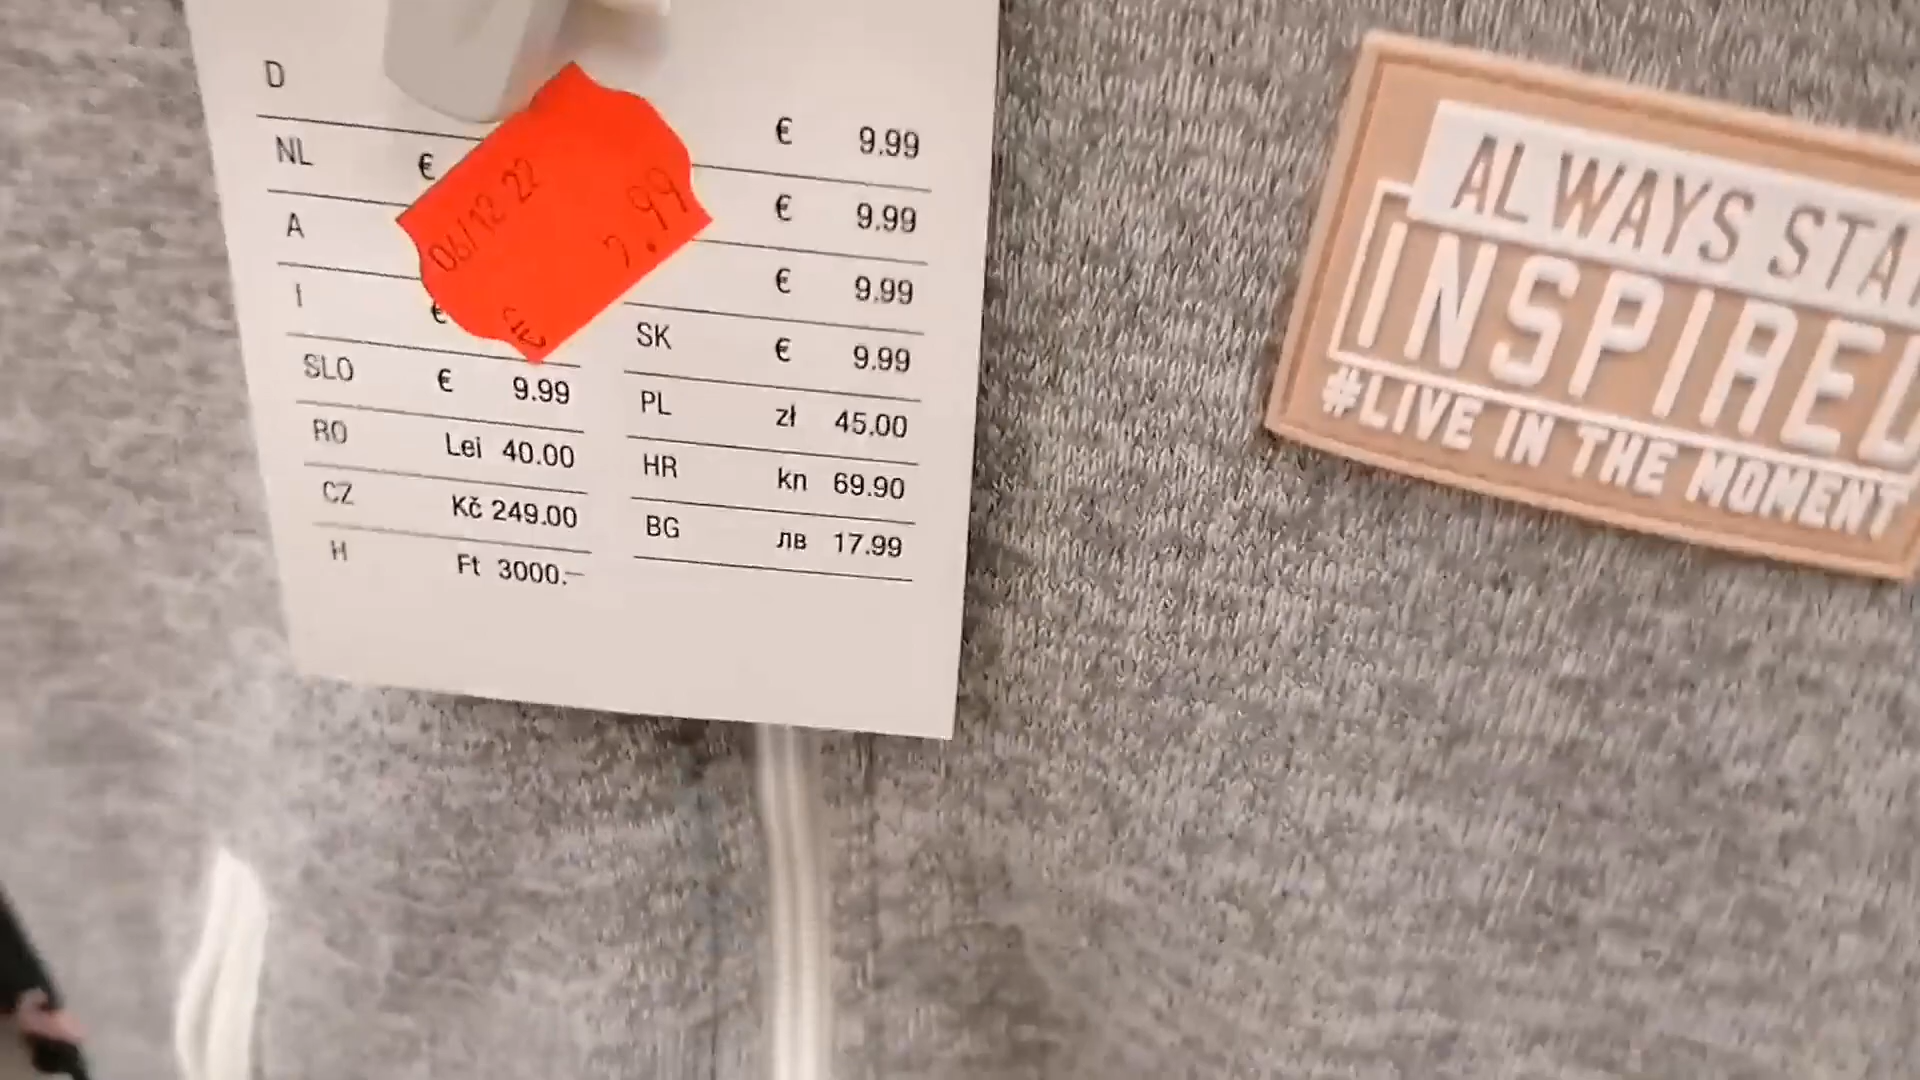 D
€ 9.99
NL €
€ 9.99
A
€ 9.99
I €
SK € 9.99
SLO € 9.99
PL zł 45.00
RO Lei 40.00
HR kn 69.90
CZ Kč 249.00
BG лв 17.99
H Ft 3000.–
06/12 22
.99
ALWAYS STA
INSPIRED
#LIVE IN THE MOMENT